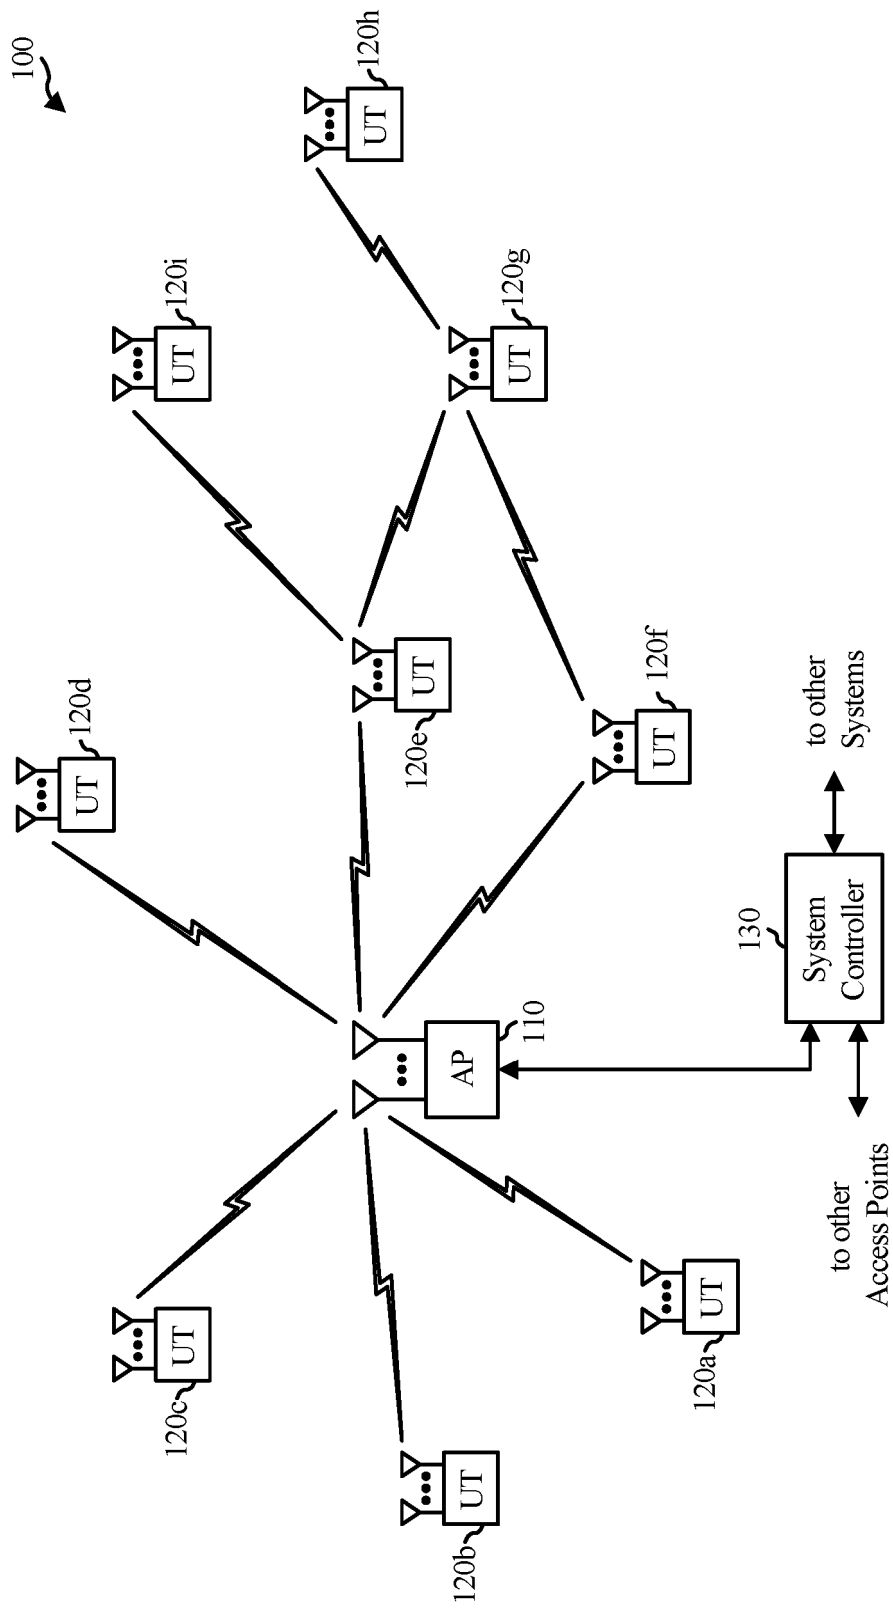 100
UT
120d
UT
120i
UT
120h
UT
120c
UT
120e
UT
120g
UT
120b
AP
110
UT
120f
UT
120a
130
System
Controller
to other
Systems
to other
Access Points